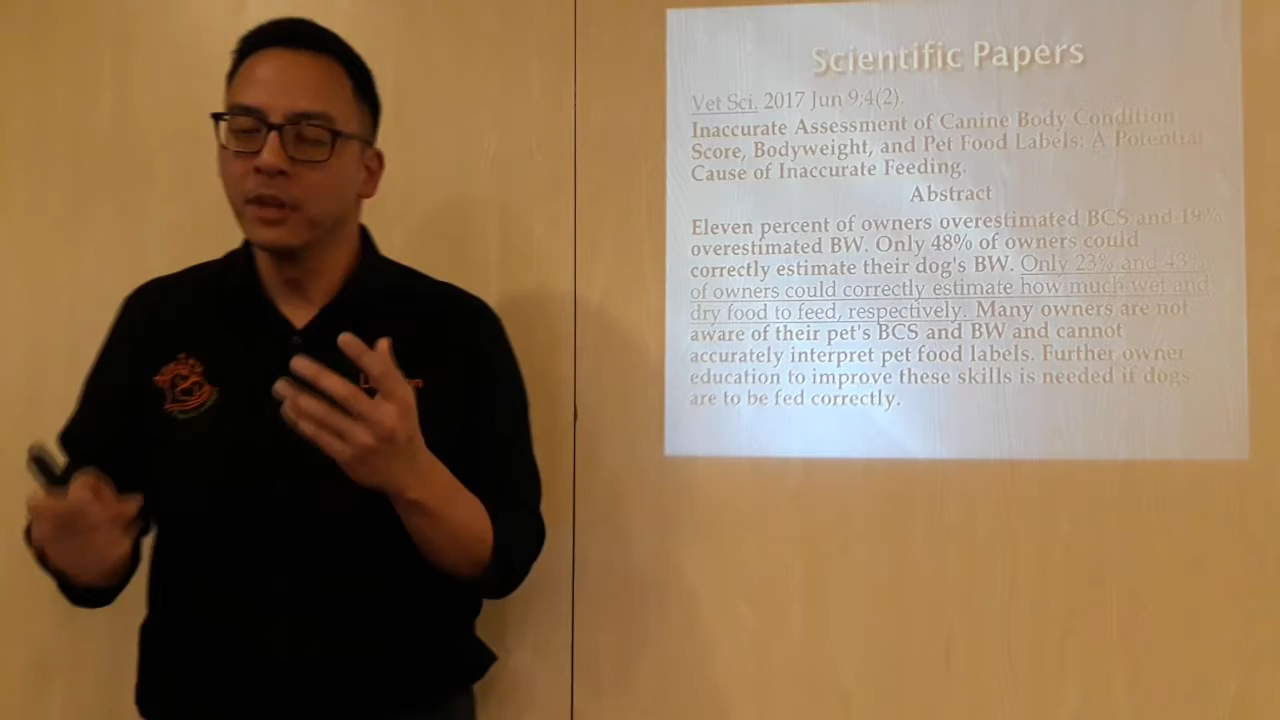 Scientific Papers
Vet Sci. 2017 Jun 9;4(2).
Inaccurate Assessment of Canine Body Condition
Score, Bodyweight, and Pet Food Labels: A Potential
Cause of Inaccurate Feeding.
Abstract
Eleven percent of owners overestimated BCS and 19%
overestimated BW. Only 48% of owners could
correctly estimate their dog's BW. Only 23% and 43%
of owners could correctly estimate how much wet and
dry food to feed, respectively. Many owners are not
aware of their pet's BCS and BW and cannot
accurately interpret pet food labels. Further owner
education to improve these skills is needed if dogs
are to be fed correctly.